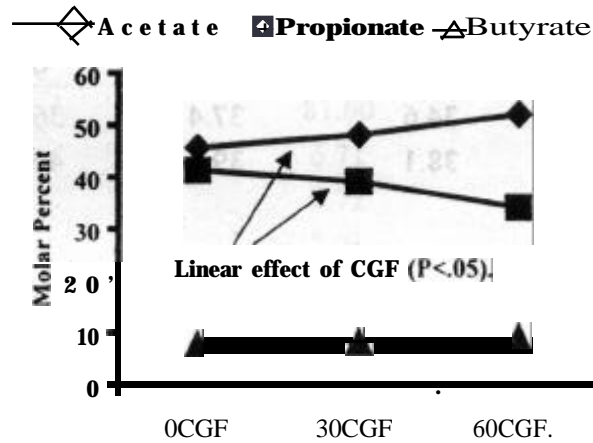 Acetate Propionate Butyrate
60
50
40
30
20'
10
0
Molar Percent
Linear effect of CGF (P<.05).
0CGF 30CGF 60CGF.